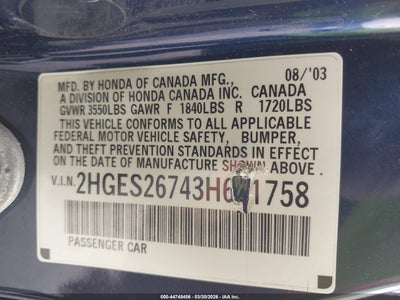 MFD. BY HONDA OF CANADA MFG.,
08/'03
A DIVISION OF HONDA CANADA INC. CANADA
GVWR 3550LBS GAWR F 1840LBS R 1720LBS
THIS VEHICLE CONFORMS TO ALL APPLICABLE
FEDERAL MOTOR VEHICLE SAFETY, BUMPER,
AND THEFT PREVENTION STANDARDS IN EFFECT
ON THE DATE OF MANUFACTURE SHOWN ABOVE.
V.I.N.
PASSENGER CAR
000-44748456 - 03/30/2026 - IAA Inc.